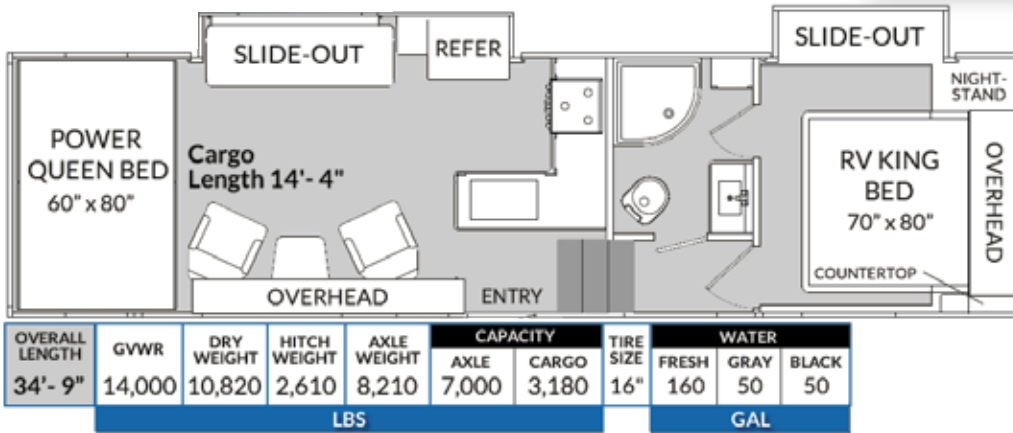 SLIDE-OUT
REFER
SLIDE-OUT
NIGHT-
STAND
POWER
QUEEN BED
60" x 80"
Cargo
Length 14'- 4"
RV KING
BED
70" x 80"
OVERHEAD
COUNTERTOP
OVERHEAD
ENTRY
OVERALL
LENGTH
34'- 9"
GVWR
14,000
DRY
WEIGHT
10,820
HITCH
WEIGHT
2,610
AXLE
WEIGHT
8,210
CAPACITY
AXLE
7,000
CARGO
3,180
TIRE
SIZE
16"
WATER
FRESH
160
GRAY
50
BLACK
50
LBS
GAL